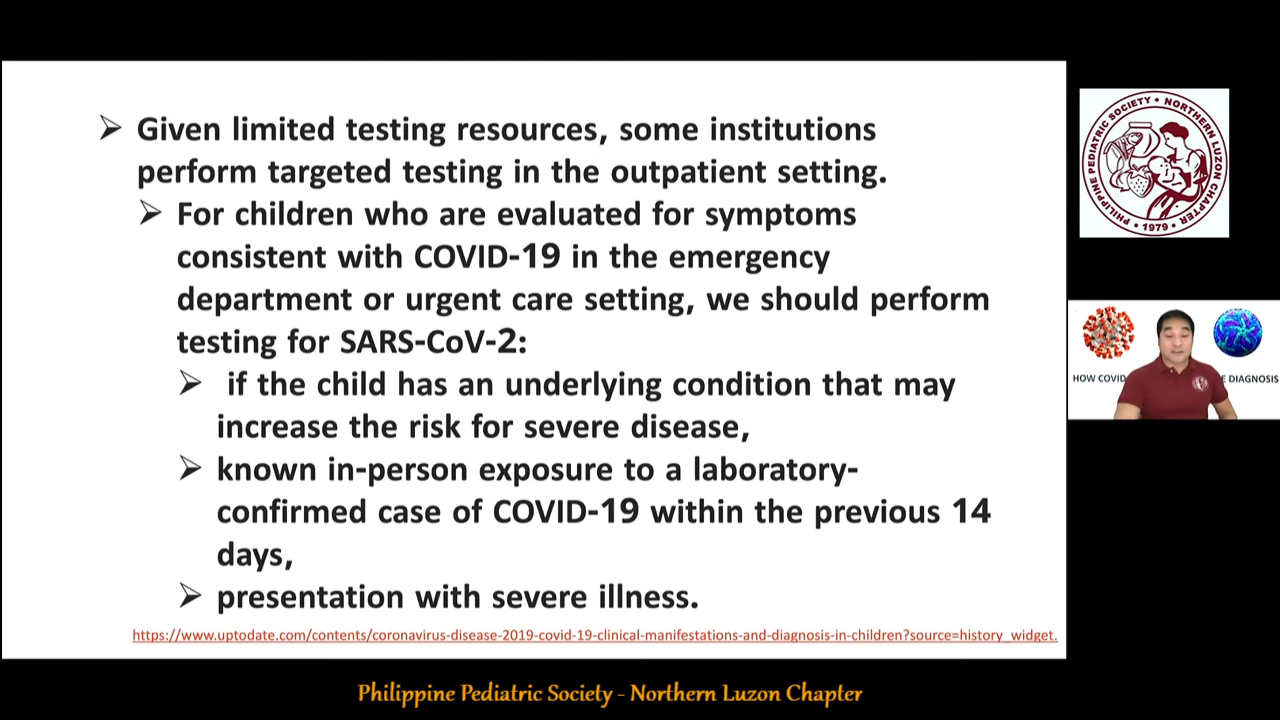 Given limited testing resources, some institutions
perform targeted testing in the outpatient setting.
For children who are evaluated for symptoms
consistent with COVID-19 in the emergency
department or urgent care setting, we should perform
testing for SARS-CoV-2:
if the child has an underlying condition that may
increase the risk for severe disease,
known in-person exposure to a laboratory-
confirmed case of COVID-19 within the previous 14
days,
presentation with severe illness.
https://www.uptodate.com/contents/coronavirus-disease-2019-covid-19-clinical-manifestations-and-diagnosis-in-children?source=history_widget.
PHILIPPINE PEDIATRIC SOCIETY • NORTHERN LUZON CHAPTER
• 1979 •
HOW COVID
E DIAGNOSIS
Philippine Pediatric Society - Northern Luzon Chapter